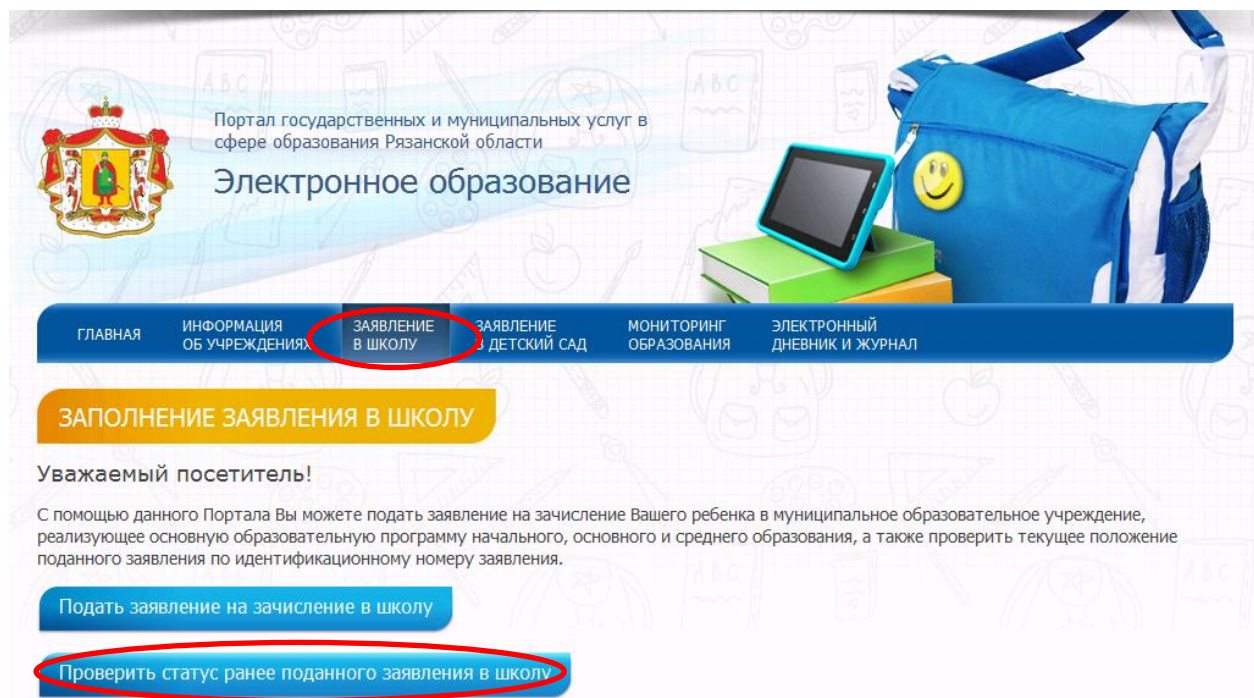 Портал государственных и муниципальных услуг в
сфере образования Рязанской области
Электронное образование
ГЛАВНАЯ
ИНФОРМАЦИЯ
ОБ УЧРЕЖДЕНИЯХ
ЗАЯВЛЕНИЕ
В ШКОЛУ
ЗАЯВЛЕНИЕ
В ДЕТСКИЙ САД
МОНИТОРИНГ
ОБРАЗОВАНИЯ
ЭЛЕКТРОННЫЙ
ДНЕВНИК И ЖУРНАЛ
ЗАПОЛНЕНИЕ ЗАЯВЛЕНИЯ В ШКОЛУ
Уважаемый посетитель!
С помощью данного Портала Вы можете подать заявление на зачисление Вашего ребенка в муниципальное образовательное учреждение,
реализующее основную образовательную программу начального, основного и среднего образования, а также проверить текущее положение
поданного заявления по идентификационному номеру заявления.
Подать заявление на зачисление в школу
Проверить статус ранее поданного заявления в школу